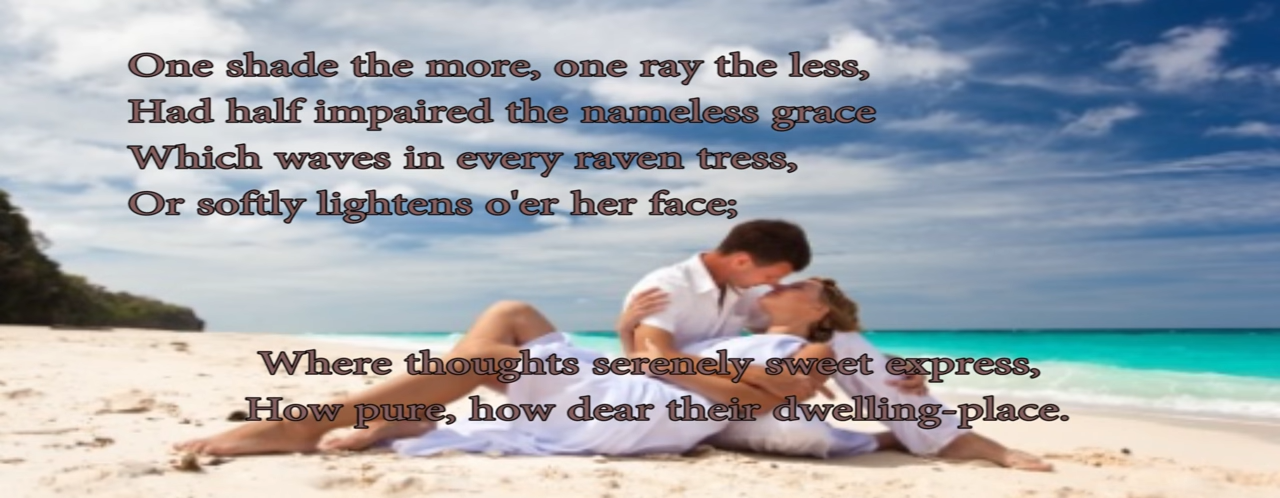 One shade the more, one ray the less,
Had half impaired the nameless grace
Which waves in every raven tress,
Or softly lightens o'er her face;
Where thoughts serenely sweet express,
How pure, how dear their dwelling-place.